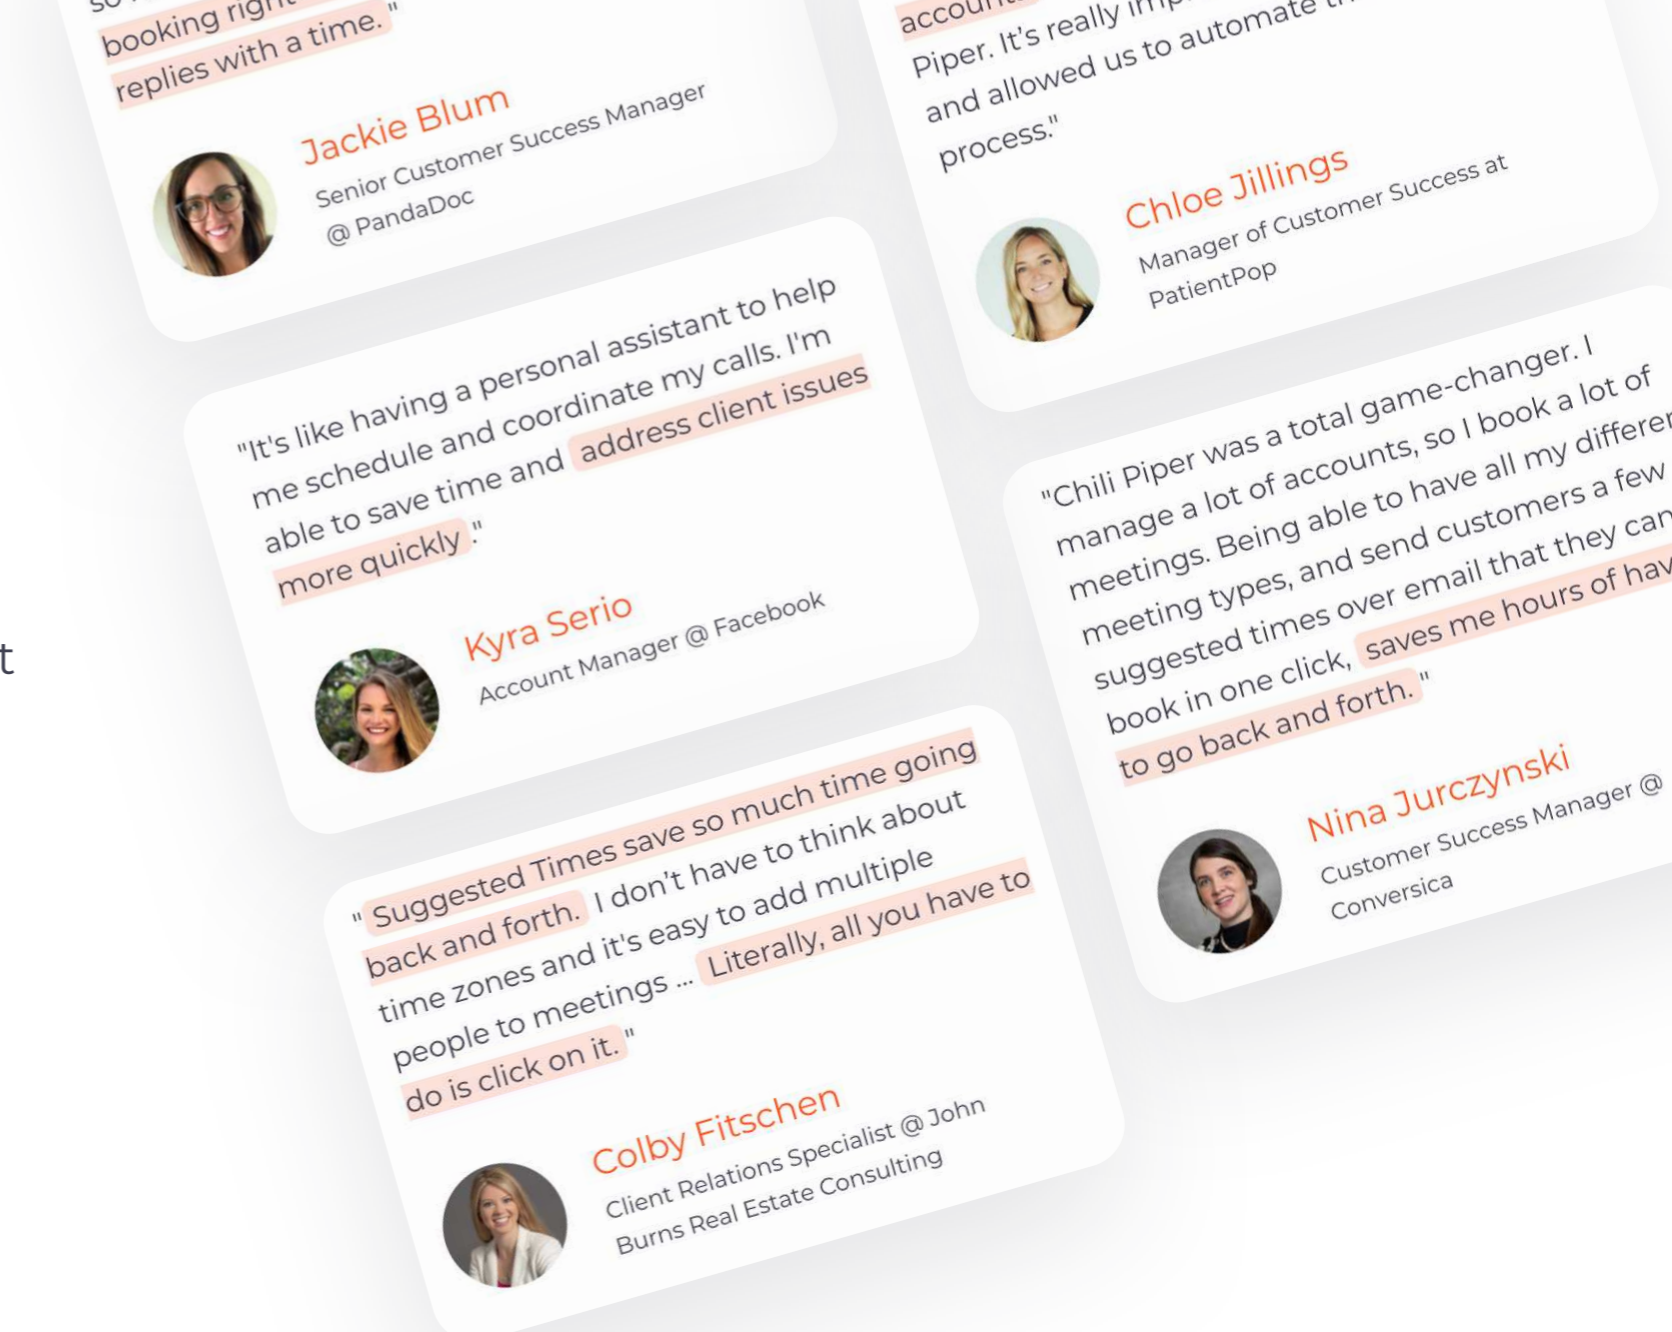 booking right
replies with a time."
Jackie Blum
Senior Customer Success Manager
@ PandaDoc
"It's like having a personal assistant to help
me schedule and coordinate my calls. I'm
able to save time and address client issues
more quickly."
Kyra Serio
Account Manager @ Facebook
"Suggested Times save so much time going
back and forth. I don't have to think about
time zones and it's easy to add multiple
people to meetings ... Literally, all you have to
do is click on it."
Colby Fitschen
Client Relations Specialist @ John
Burns Real Estate Consulting
Piper. It's really
and allowed us to automate
process."
Chloe Jillings
Manager of Customer Success at
PatientPop
"Chili Piper was a total game-changer. I
manage a lot of accounts, so I book a lot of
meetings. Being able to have all my differen
meeting types, and send customers a few
suggested times over email that they can
book in one click, saves me hours of hav
to go back and forth."
Nina Jurczynski
Customer Success Manager @
Conversica
t